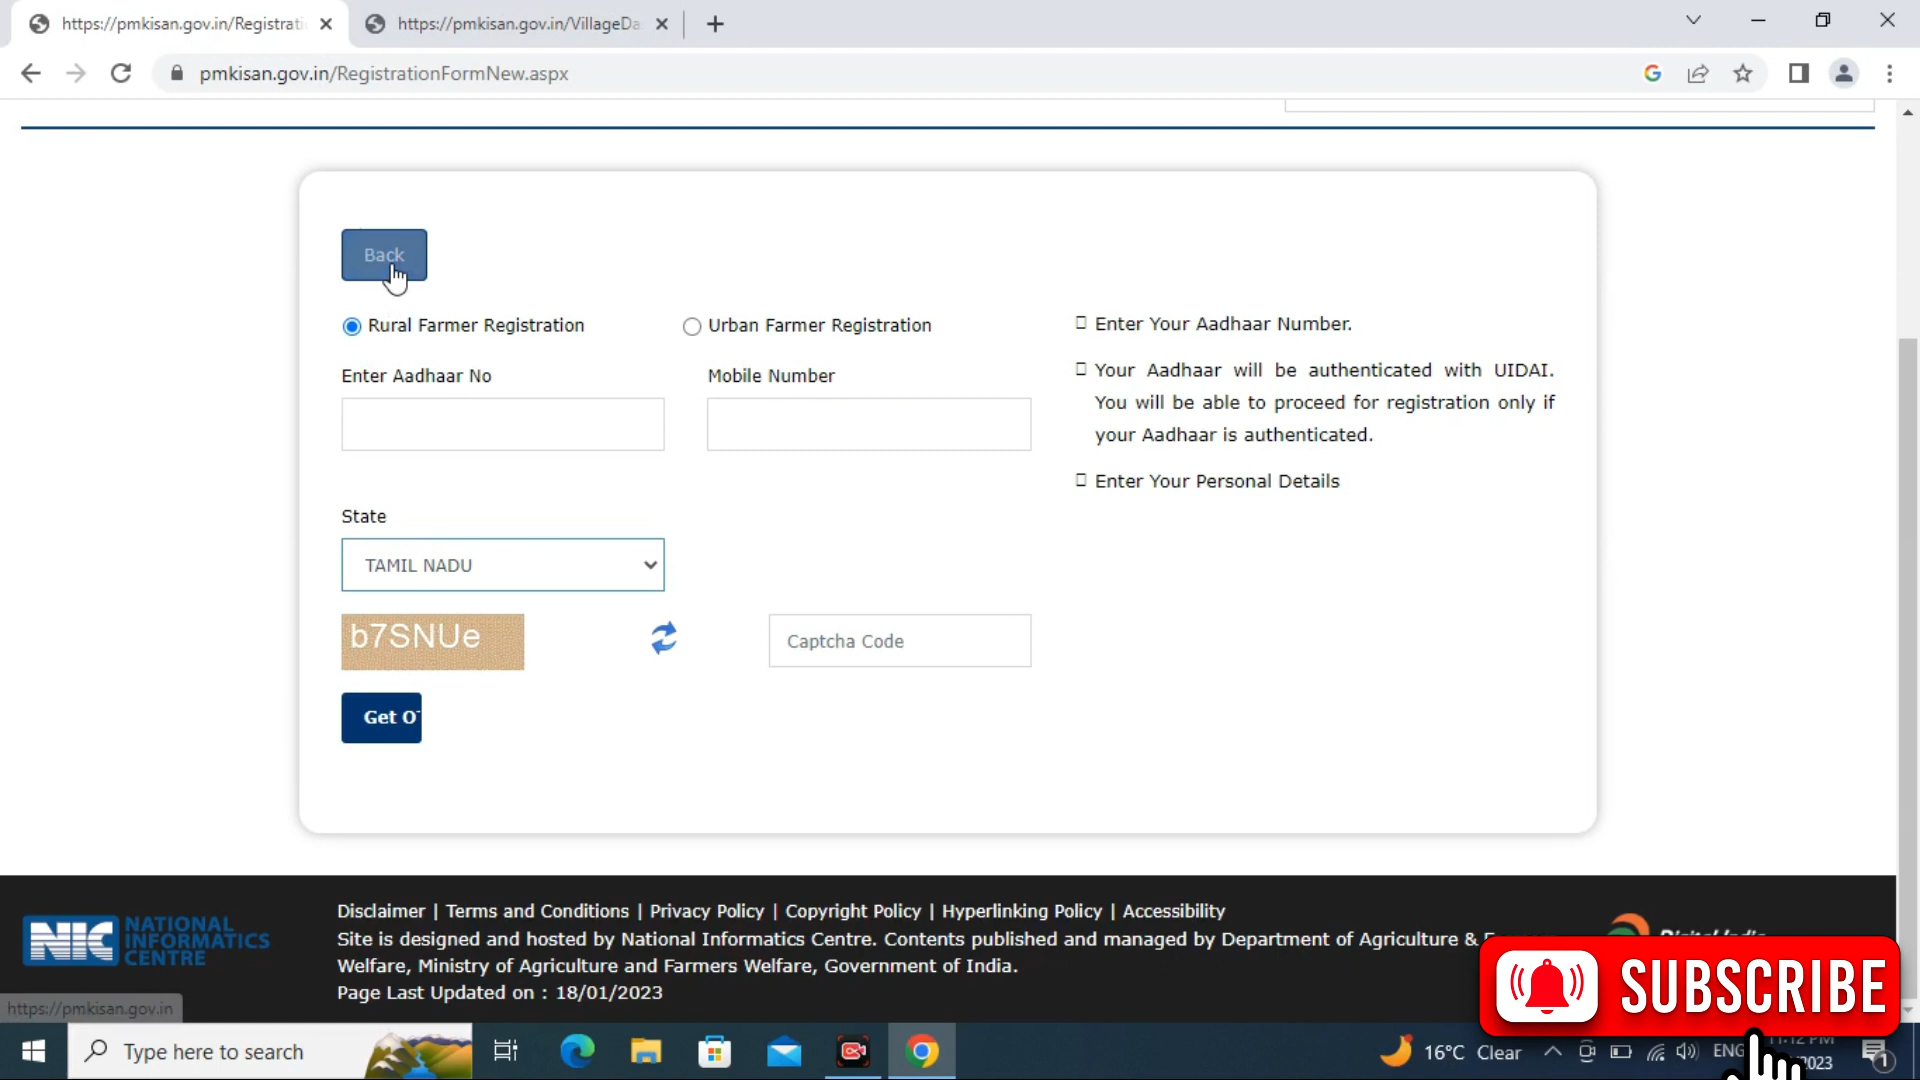 https://pmkisan.gov.in/Registrati
https://pmkisan.gov.in/VillageDa
pmkisan.gov.in/RegistrationFormNew.aspx
Back
Rural Farmer Registration
Urban Farmer Registration
Enter Your Aadhaar Number.
Enter Aadhaar No
Mobile Number
Your Aadhaar will be authenticated with UIDAI.
You will be able to proceed for registration only if
your Aadhaar is authenticated.
Enter Your Personal Details
State
TAMIL NADU
b7SNUe
Captcha Code
Get O
NIC NATIONAL
INFORMATICS
CENTRE
Disclaimer | Terms and Conditions | Privacy Policy | Copyright Policy | Hyperlinking Policy | Accessibility
Site is designed and hosted by National Informatics Centre. Contents published and managed by Department of Agriculture &
Welfare, Ministry of Agriculture and Farmers Welfare, Government of India.
Page Last Updated on : 18/01/2023
https://pmkisan.gov.in
SUBSCRIBE
Type here to search
16°C Clear
ENG
11:12 PM
2023
1